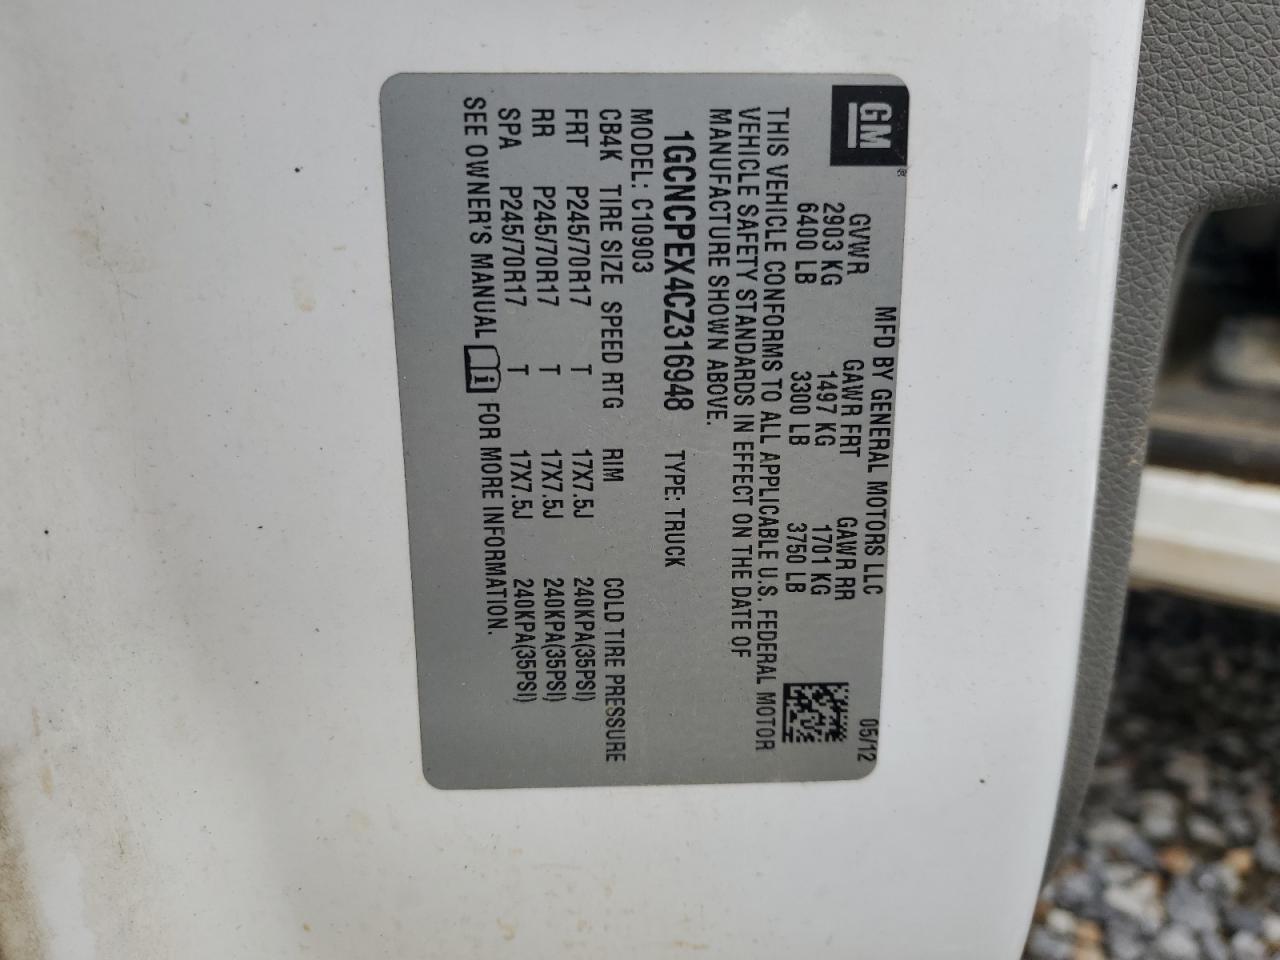 GM®
MFD BY GENERAL MOTORS LLC 05/12
GVWR GAWR FRT GAWR RR
2903 KG 1497 KG 1701 KG
6400 LB 3300 LB 3750 LB
THIS VEHICLE CONFORMS TO ALL APPLICABLE U.S. FEDERAL MOTOR
VEHICLE SAFETY STANDARDS IN EFFECT ON THE DATE OF
MANUFACTURE SHOWN ABOVE.
1GCNCPEX4CZ316948 TYPE: TRUCK
MODEL: C10903
CB4K TIRE SIZE SPEED RTG RIM COLD TIRE PRESSURE
FRT P245/70R17 T 17X7.5J 240KPA(35PSI)
RR P245/70R17 T 17X7.5J 240KPA(35PSI)
SPA P245/70R17 T 17X7.5J 240KPA(35PSI)
SEE OWNER'S MANUAL i FOR MORE INFORMATION.